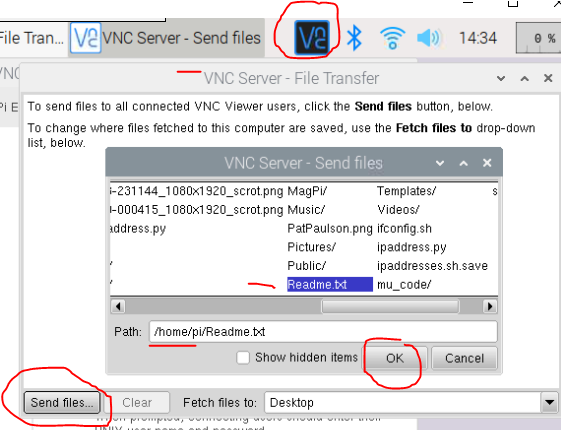 File Tran... VNC Server - Send files 14:34 0 %
VNC Server - File Transfer
To send files to all connected VNC Viewer users, click the Send files button, below.
To change where files fetched to this computer are saved, use the Fetch files to drop-down
list, below.
VNC Server - Send files
-231144_1080x1920_scrot.png MagPi/ Templates/ s
-000415_1080x1920_scrot.png Music/ Videos/
address.py PatPaulson.png ifconfig.sh
Pictures/ ipaddress.py
Public/ ipaddresses.sh.save
Readme.txt mu_code/
Path: /home/pi/Readme.txt
Show hidden items OK Cancel
Send files... Clear Fetch files to: Desktop